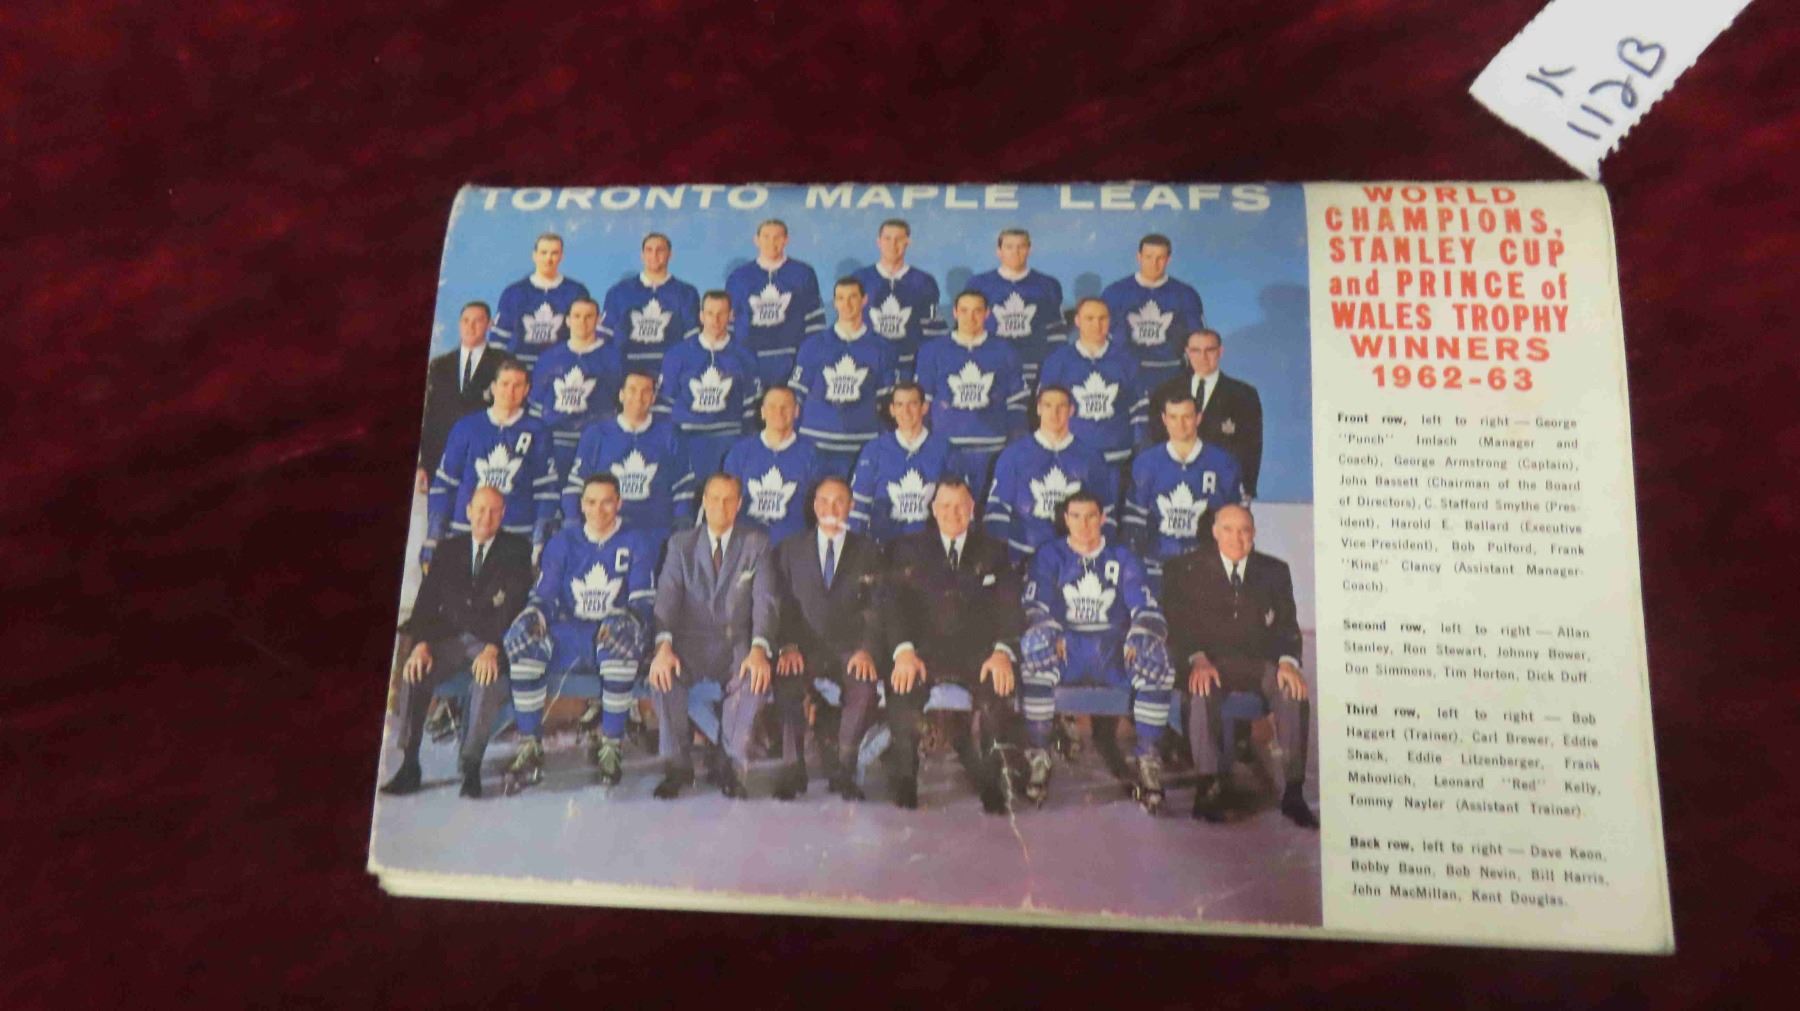 K
112B
TORONTO MAPLE LEAFS
WORLD
CHAMPIONS,
STANLEY CUP
and PRINCE of
WALES TROPHY
WINNERS
1962-63
Front row, left to right — George
"Punch" Imlach (Manager and
Coach), George Armstrong (Captain),
John Bassett (Chairman of the Board
of Directors), C. Stafford Smythe (Pres-
ident), Harold E. Ballard (Executive
Vice-President), Bob Pulford, Frank
"King" Clancy (Assistant Manager-
Coach).
Second row, left to right — Allan
Stanley, Ron Stewart, Johnny Bower,
Don Simmons, Tim Horton, Dick Duff.
Third row, left to right — Bob
Haggert (Trainer), Carl Brewer, Eddie
Shack, Eddie Litzenberger, Frank
Mahovlich, Leonard "Red" Kelly,
Tommy Nayler (Assistant Trainer).
Back row, left to right — Dave Keon,
Bobby Baun, Bob Nevin, Bill Harris,
John MacMillan, Kent Douglas.
A
A
C
A
TORONTO
MAPLE
LEAFS